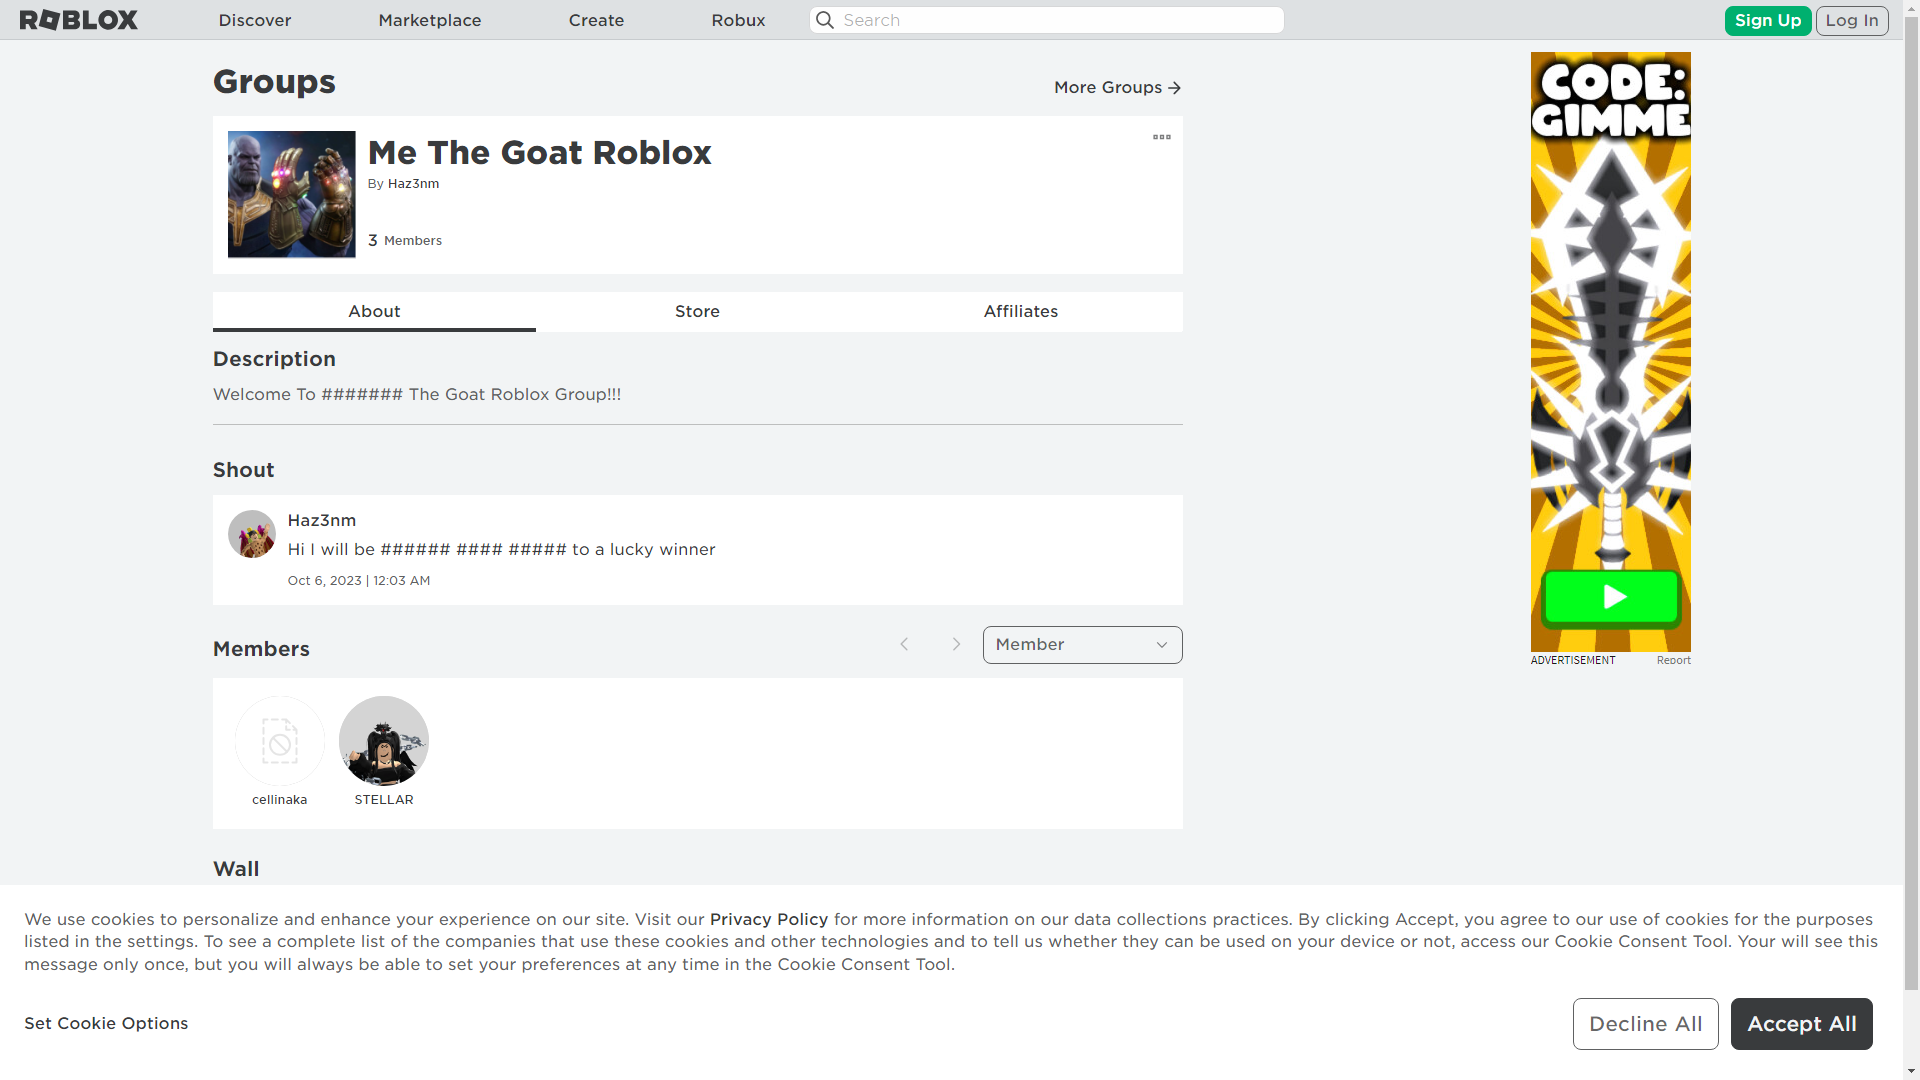 ROBLOX
Discover
Marketplace
Create
Robux
Search
Sign Up
Log In
Groups
More Groups
Me The Goat Roblox
By Haz3nm
3 Members
About
Store
Affiliates
Description
Welcome To ####### The Goat Roblox Group!!!
Shout
Haz3nm
Hi I will be ###### #### ##### to a lucky winner
Oct 6, 2023 | 12:03 AM
Members
Member
cellinaka
STELLAR
Wall
CODE:
GIMME
ADVERTISEMENT
Report
We use cookies to personalize and enhance your experience on our site. Visit our Privacy Policy for more information on our data collections practices. By clicking Accept, you agree to our use of cookies for the purposes
listed in the settings. To see a complete list of the companies that use these cookies and other technologies and to tell us whether they can be used on your device or not, access our Cookie Consent Tool. Your will see this
message only once, but you will always be able to set your preferences at any time in the Cookie Consent Tool.
Set Cookie Options
Decline All
Accept All